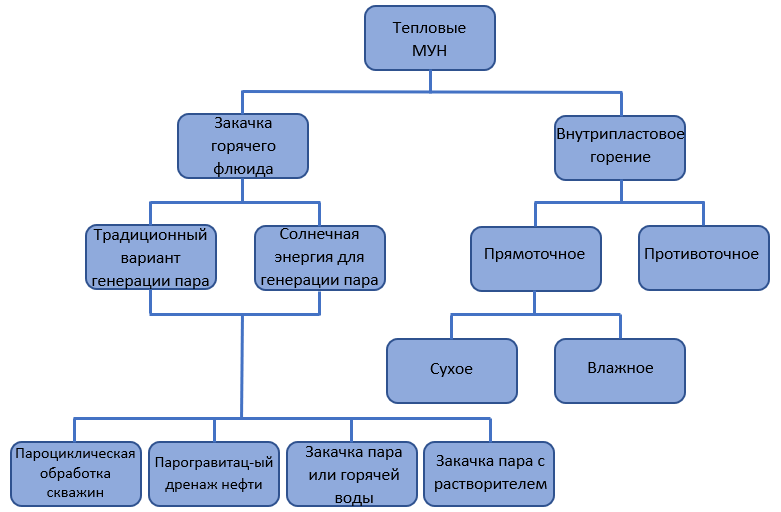 Тепловые
МУН
Закачка
горячего
флюида
Внутрипластовое
горение
Традиционный
вариант
генерации пара
Солнечная
энергия для
генерации пара
Прямоточное
Противоточное
Сухое
Влажное
Пароциклическая
обработка
скважин
Парогравитац-ый
дренаж нефти
Закачка пара
или горячей
воды
Закачка пара с
растворителем